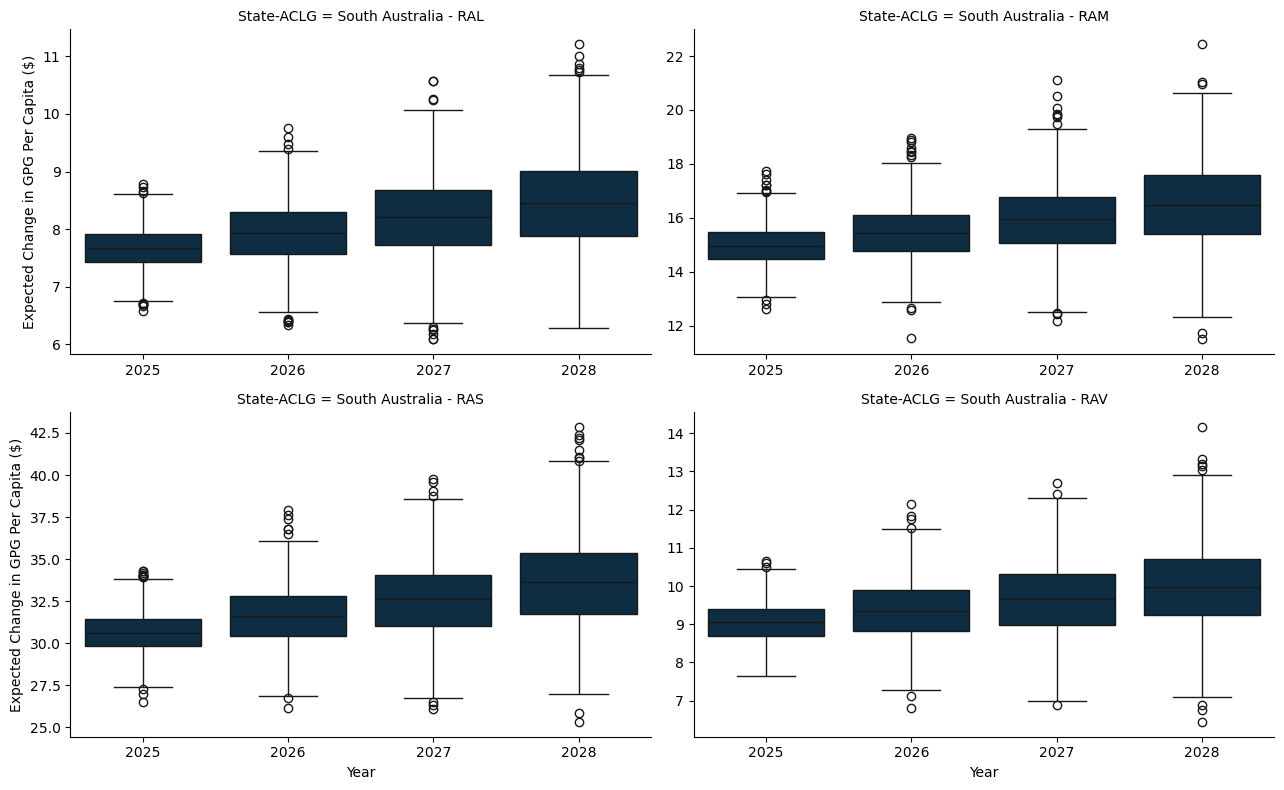 State-ACLG = South Australia - RAL
Expected Change in GPG Per Capita ($)
11
10
9
8
7
6
2025 2026 2027 2028
State-ACLG = South Australia - RAM
22
20
18
16
14
12
2025 2026 2027 2028
State-ACLG = South Australia - RAS
Expected Change in GPG Per Capita ($)
42.5
40.0
37.5
35.0
32.5
30.0
27.5
25.0
2025 2026 2027 2028
Year
State-ACLG = South Australia - RAV
14
13
12
11
10
9
8
7
2025 2026 2027 2028
Year